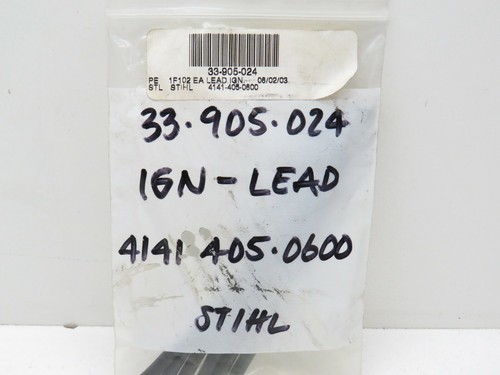 33-905-024
PE 1F102 EA LEAD IGN. 06/02/03
STL STIHL 4141-405-0600
33.905.024
IGN-LEAD
4141 405.0600
STIHL